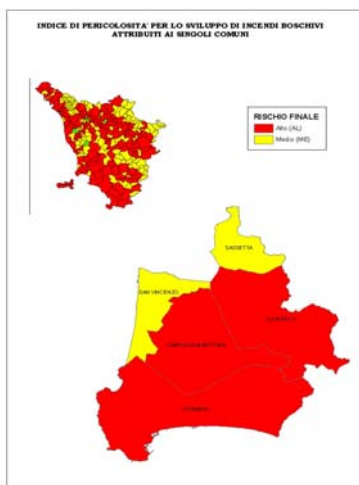 INDICE DI PERICOLOSITA' PER LO SVILUPPO DI INCENDI BOSCHIVI
ATTRIBUITI AI SINGOLI COMUNI
RISCHIO FINALE
Alto (AL)
Medio (ME)
SASSETTA
SAN VINCENZO
SUVERETO
CAMPIGLIA MARITTIMA
PIOMBINO